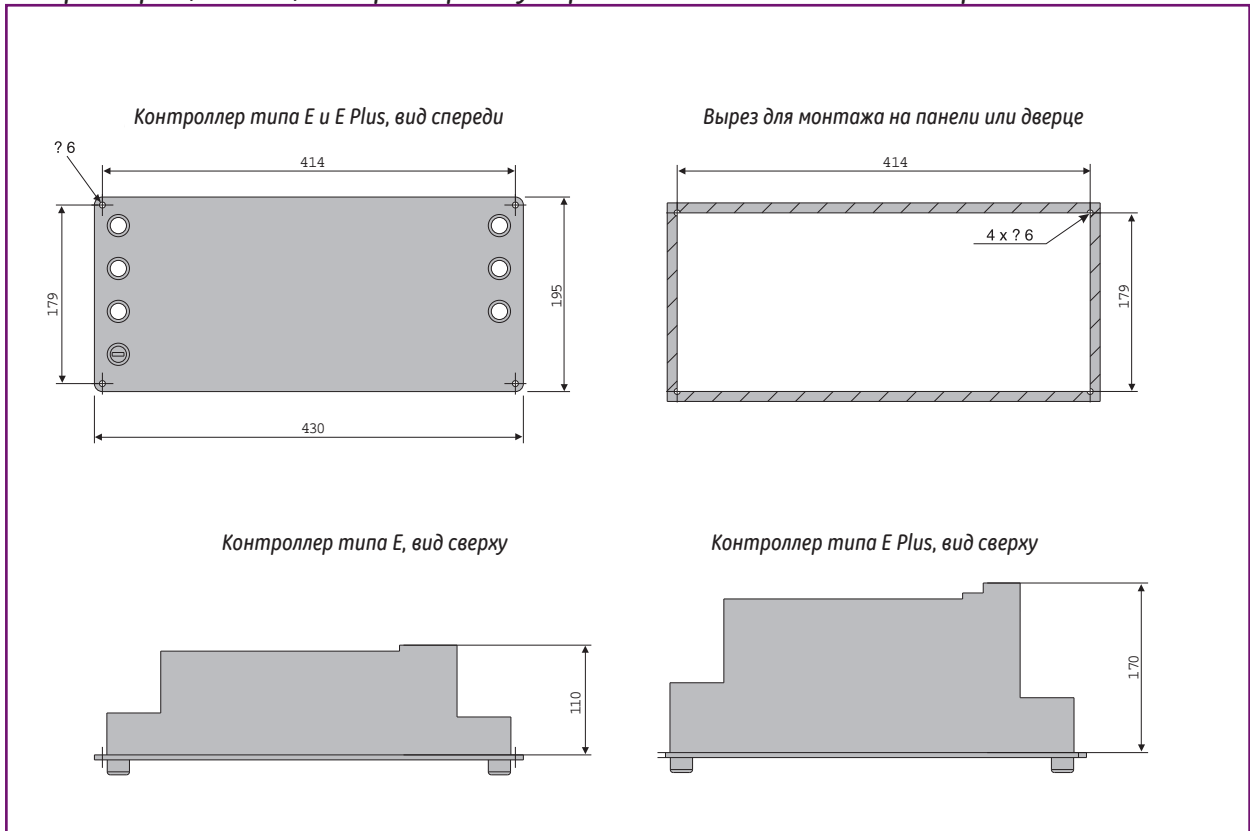 Контроллер типа E и E Plus, вид спереди
Вырез для монтажа на панели или дверце
? 6
414
179
195
430
414
4 x ? 6
179
Контроллер типа E, вид сверху
Контроллер типа E Plus, вид сверху
110
170